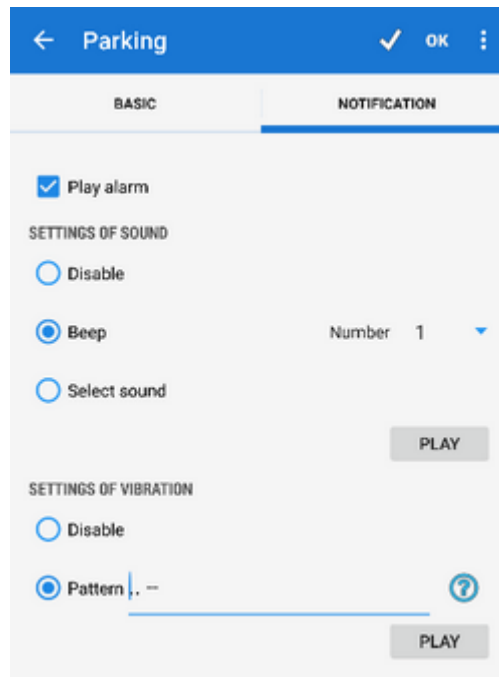 Parking OK
BASIC NOTIFICATION
Play alarm
SETTINGS OF SOUND
Disable
Beep Number 1
Select sound
PLAY
SETTINGS OF VIBRATION
Disable
Pattern .. –
PLAY